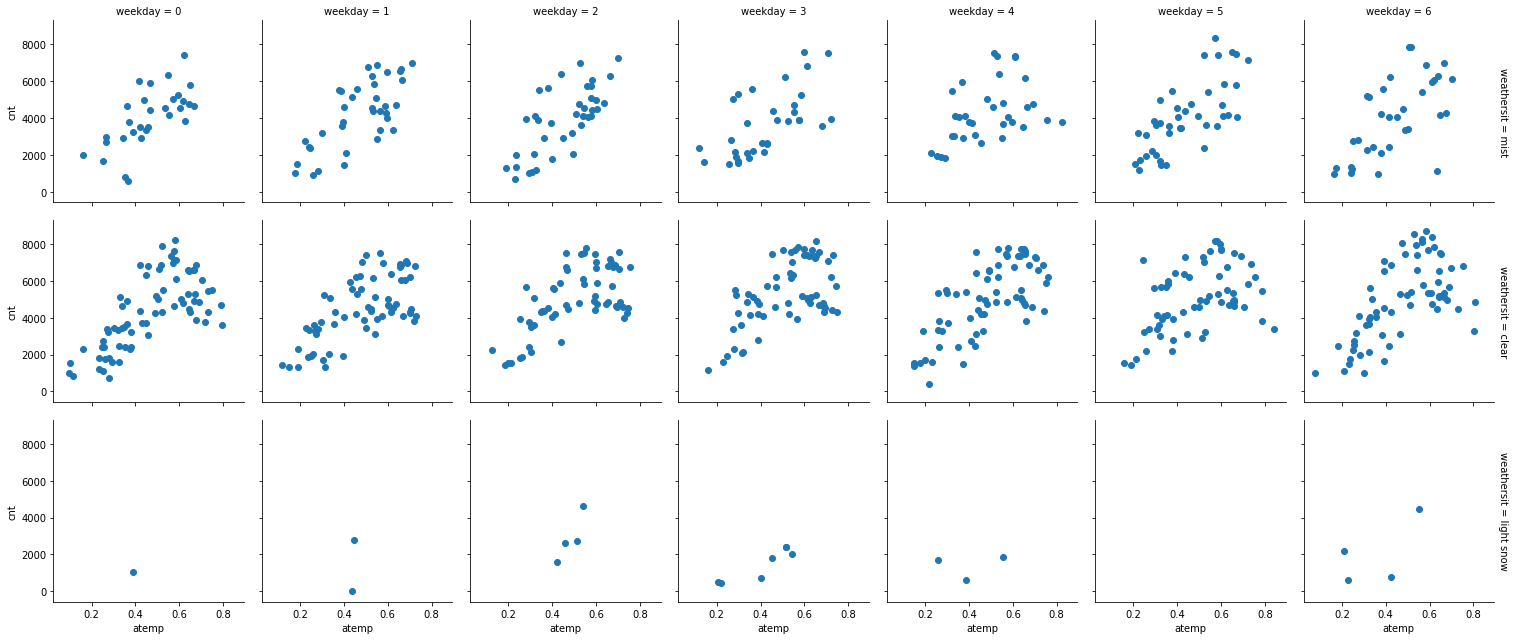 weekday = 0 weekday = 1 weekday = 2 weekday = 3 weekday = 4 weekday = 5 weekday = 6
8000
6000
4000
2000
0
cnt
weathersit = mist
8000
6000
4000
2000
0
cnt
weathersit = clear
8000
6000
4000
2000
0
cnt
weathersit = light snow
0.2 0.4 0.6 0.8 0.2 0.4 0.6 0.8 0.2 0.4 0.6 0.8 0.2 0.4 0.6 0.8 0.2 0.4 0.6 0.8 0.2 0.4 0.6 0.8 0.2 0.4 0.6 0.8
atemp atemp atemp atemp atemp atemp atemp